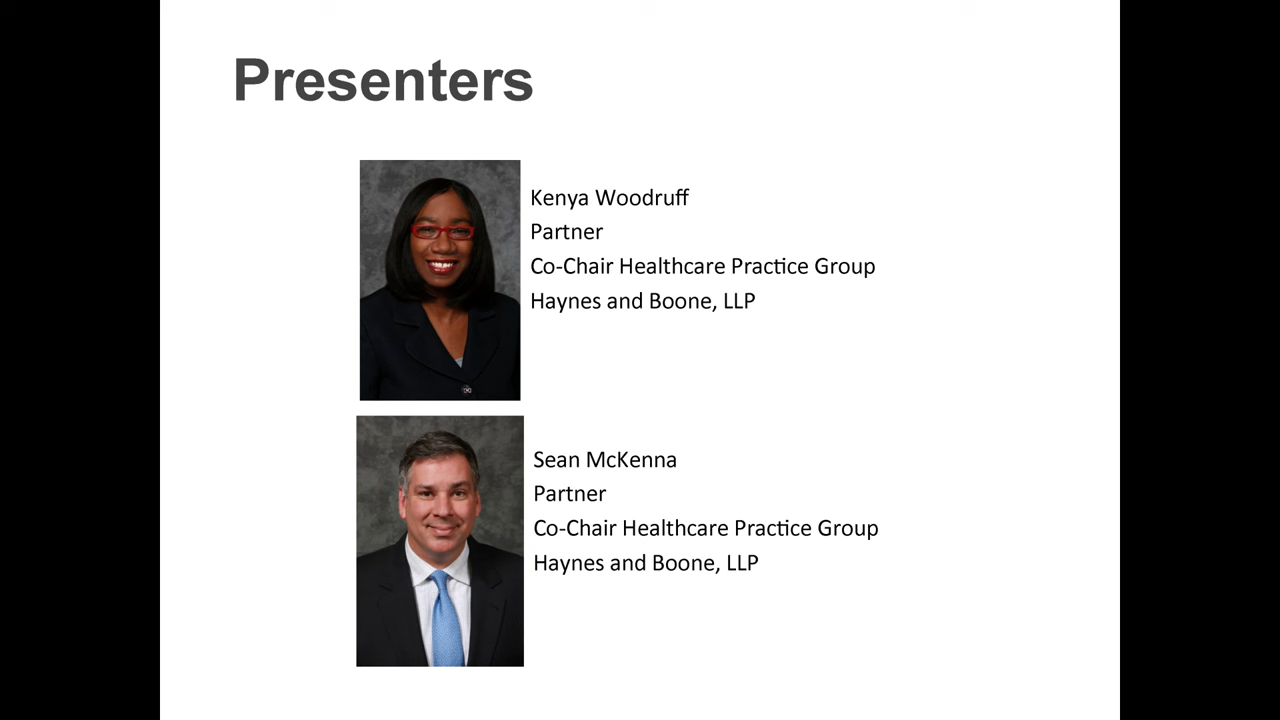 Presenters
Kenya Woodruff
Partner
Co-Chair Healthcare Practice Group
Haynes and Boone, LLP
Sean McKenna
Partner
Co-Chair Healthcare Practice Group
Haynes and Boone, LLP